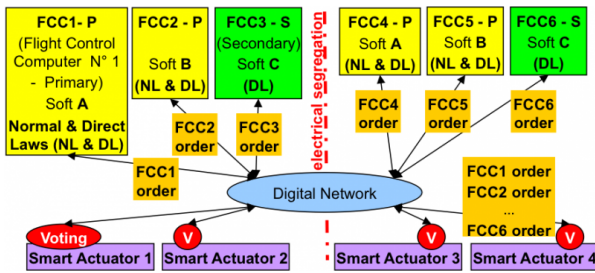 FCC1- P
(Flight Control
Computer N° 1
- Primary)
Soft A
Normal & Direct
Laws (NL & DL)
FCC2 - P
Soft B
(NL & DL)
FCC3 - S
(Secondary)
Soft C
(DL)
electrical segregation
FCC4 - P
Soft A
(NL & DL)
FCC5 - P
Soft B
(NL & DL)
FCC6 - S
Soft C
(DL)
FCC1
order
FCC2
order
FCC3
order
FCC4
order
FCC5
order
FCC6
order
Digital Network
FCC1 order
FCC2 order
...
FCC6 order
Voting
Smart Actuator 1
V
Smart Actuator 2
V
Smart Actuator 3
V
Smart Actuator 4